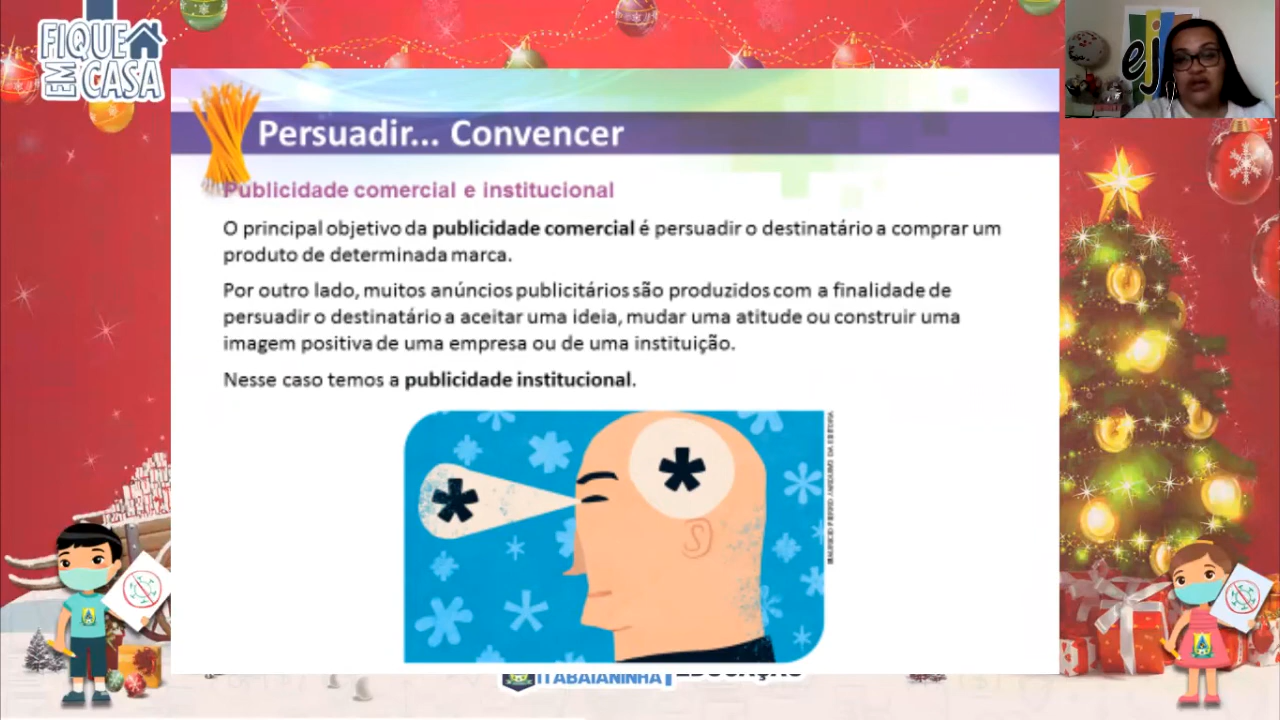 FIQUE
EM
CASA
ej
Persuadir... Convencer
Publicidade comercial e institucional
O principal objetivo da publicidade comercial é persuadir o destinatário a comprar um
produto de determinada marca.
Por outro lado, muitos anúncios publicitários são produzidos com a finalidade de
persuadir o destinatário a aceitar uma ideia, mudar uma atitude ou construir uma
imagem positiva de uma empresa ou de uma instituição.
Nesse caso temos a publicidade institucional.
ITABAIANINHA
EDUCAÇÃO